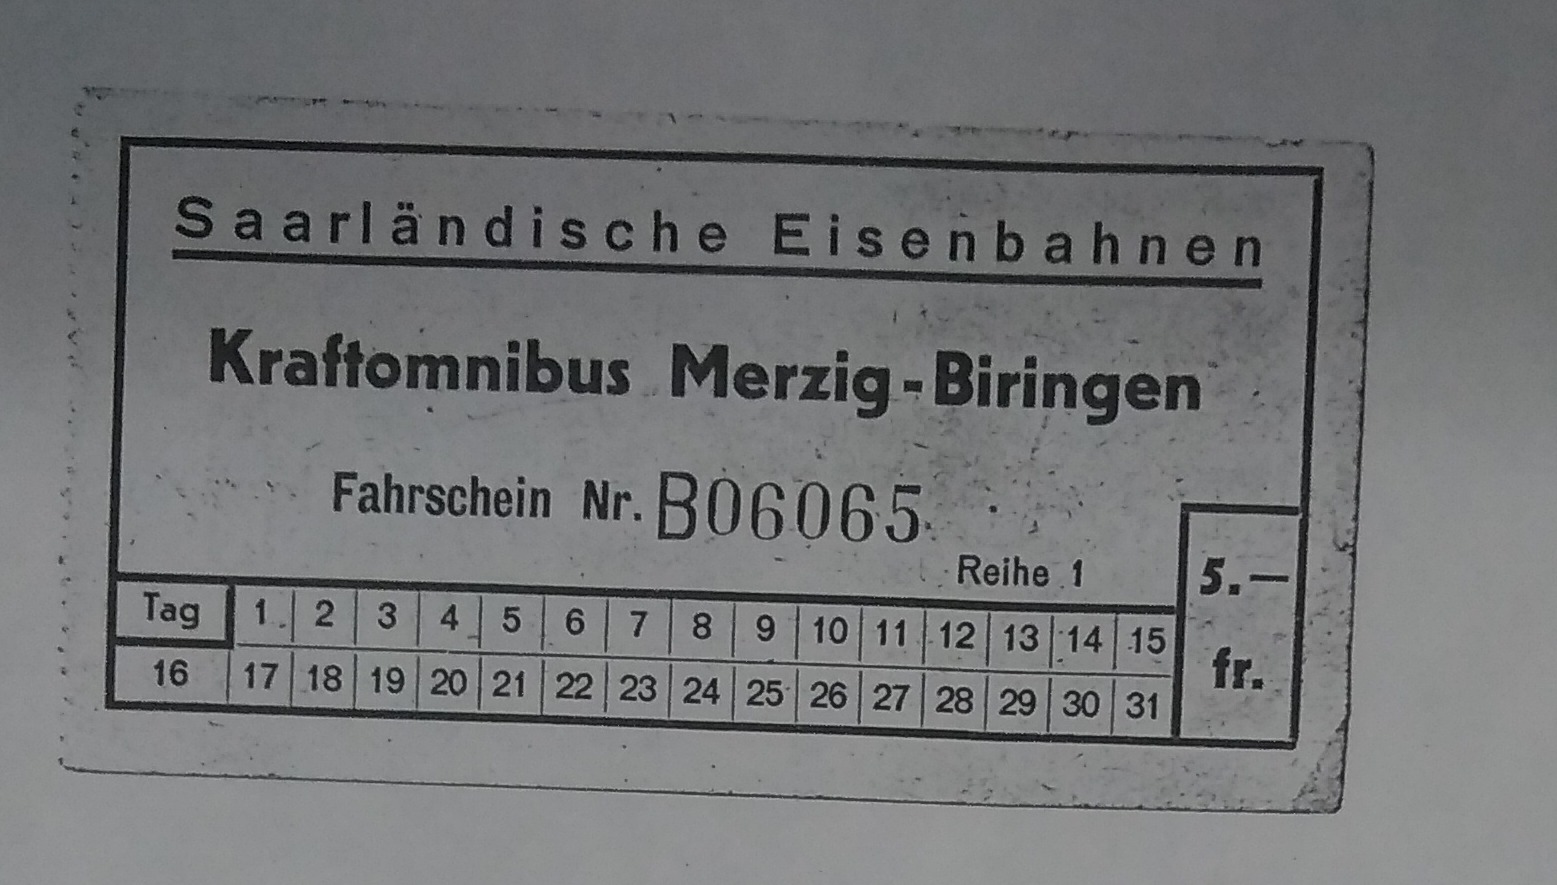 Saarländische Eisenbahnen
Kraftomnibus Merzig-Biringen
Fahrschein Nr. B06065
Reihe 1
5.—
fr.
Tag 1 2 3 4 5 6 7 8 9 10 11 12 13 14 15
16 17 18 19 20 21 22 23 24 25 26 27 28 29 30 31